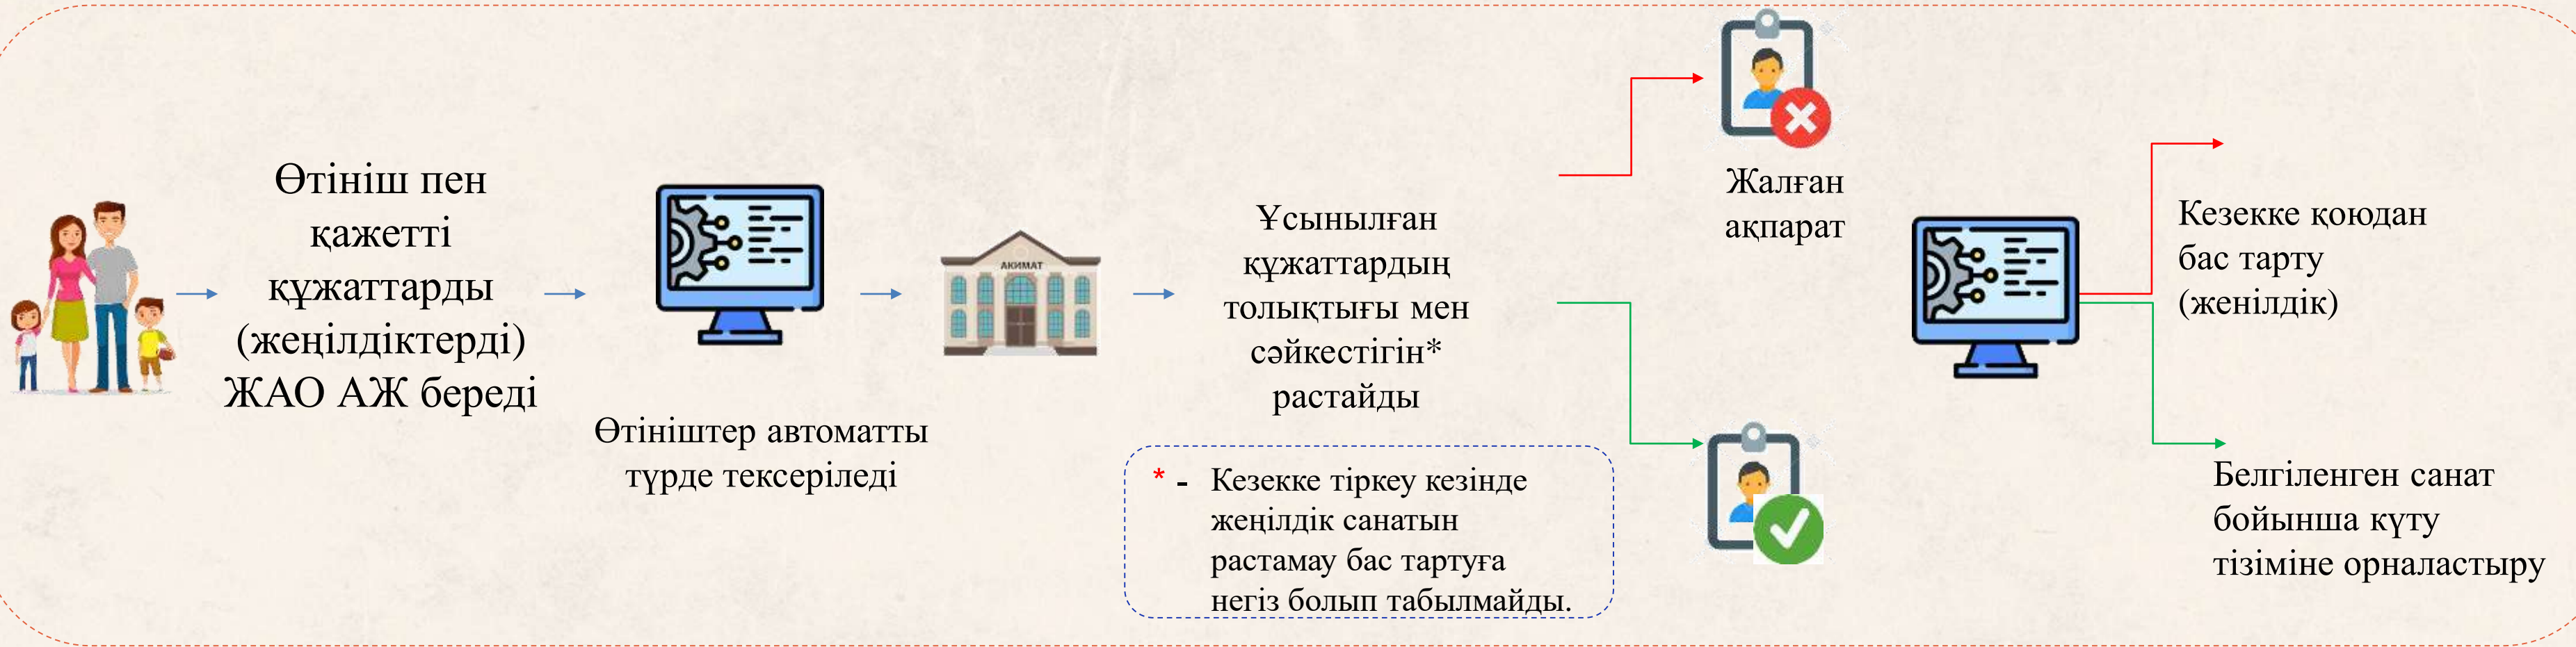 Өтініш пен
қажетті
құжаттарды
(жеңілдіктерді)
ЖАО АЖ береді
Өтініштер автоматты
түрде тексеріледі
АКИМАТ
Ұсынылған
құжаттардың
толықтығы мен
сәйкестігін*
растайды
* - Кезекке тіркеу кезінде
жеңілдік санатын
растамау бас тартуға
негіз болып табылмайды.
Жалған
ақпарат
Кезекке қоюдан
бас тарту
(женілдік)
Белгіленген санат
бойынша күту
тізіміне орналастыру